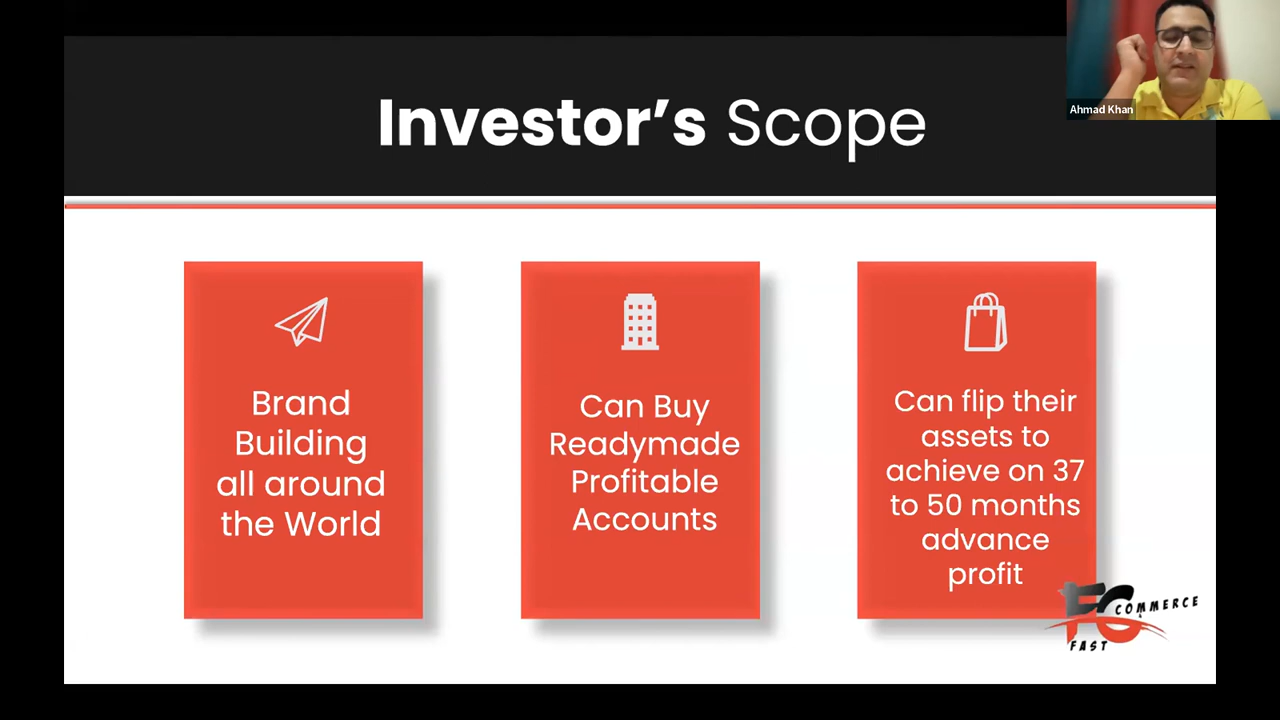 Ahmad Khan
Investor's Scope
Brand
Building
all around
the World
Can Buy
Readymade
Profitable
Accounts
Can flip their
assets to
achieve on 37
to 50 months
advance
profit
FC
COMMERCE
FAST